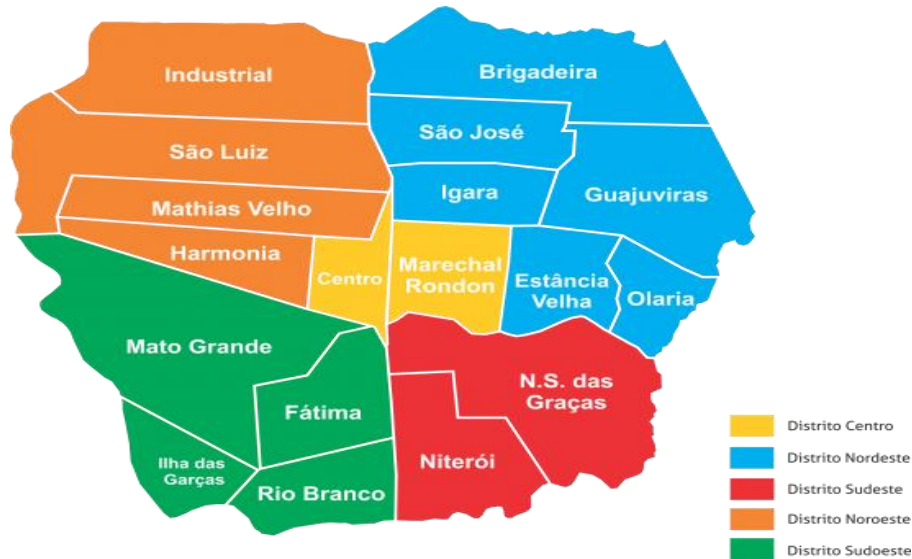 Industrial
Brigadeira
São José
São Luiz
Igara
Guajuviras
Mathias Velho
Harmonia
Centro
Marechal
Rondon
Estância
Velha
Olaria
Mato Grande
N.S. das
Graças
Fátima
Niterói
Ilha das
Garças
Rio Branco
Distrito Centro
Distrito Nordeste
Distrito Sudeste
Distrito Noroeste
Distrito Sudoeste